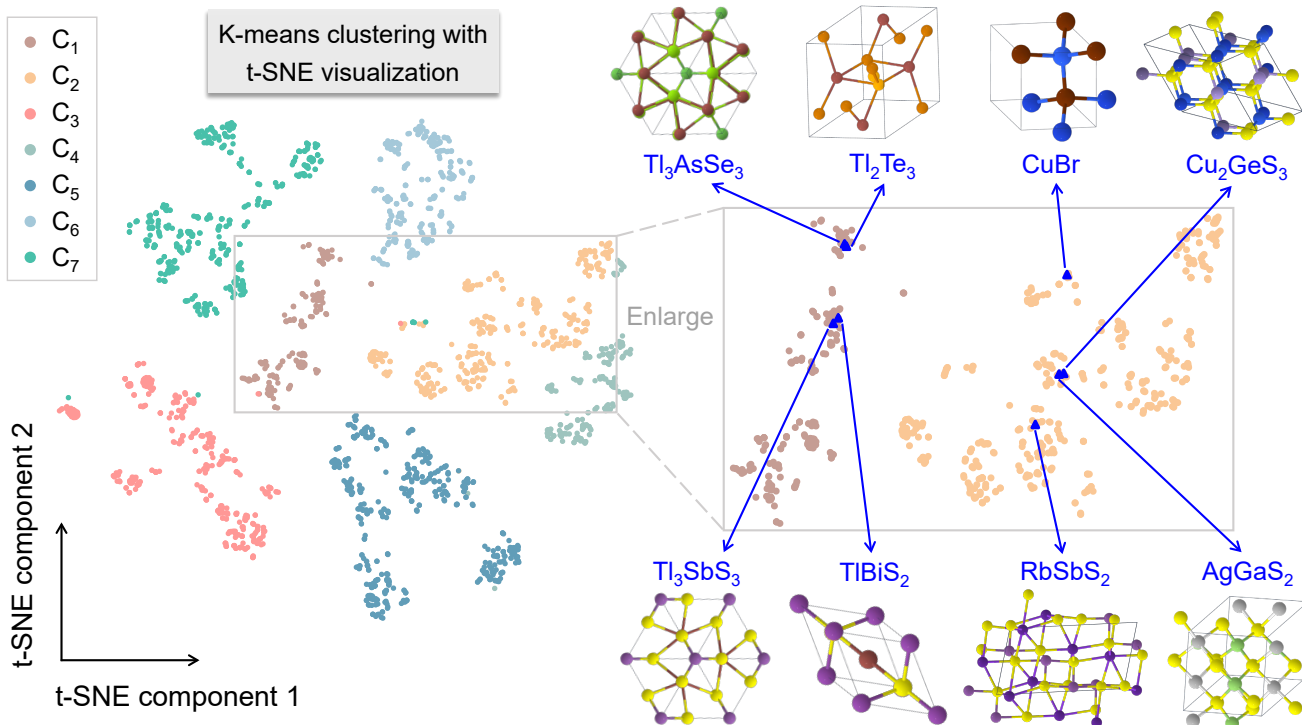 C₁
C₂
C₃
C₄
C₅
C₆
C₇
K-means clustering with
t-SNE visualization
Tl₃AsSe₃
Tl₂Te₃
CuBr
Cu₂GeS₃
Enlarge
Tl₃SbS₃
TlBiS₂
RbSbS₂
AgGaS₂
t-SNE component 2
t-SNE component 1